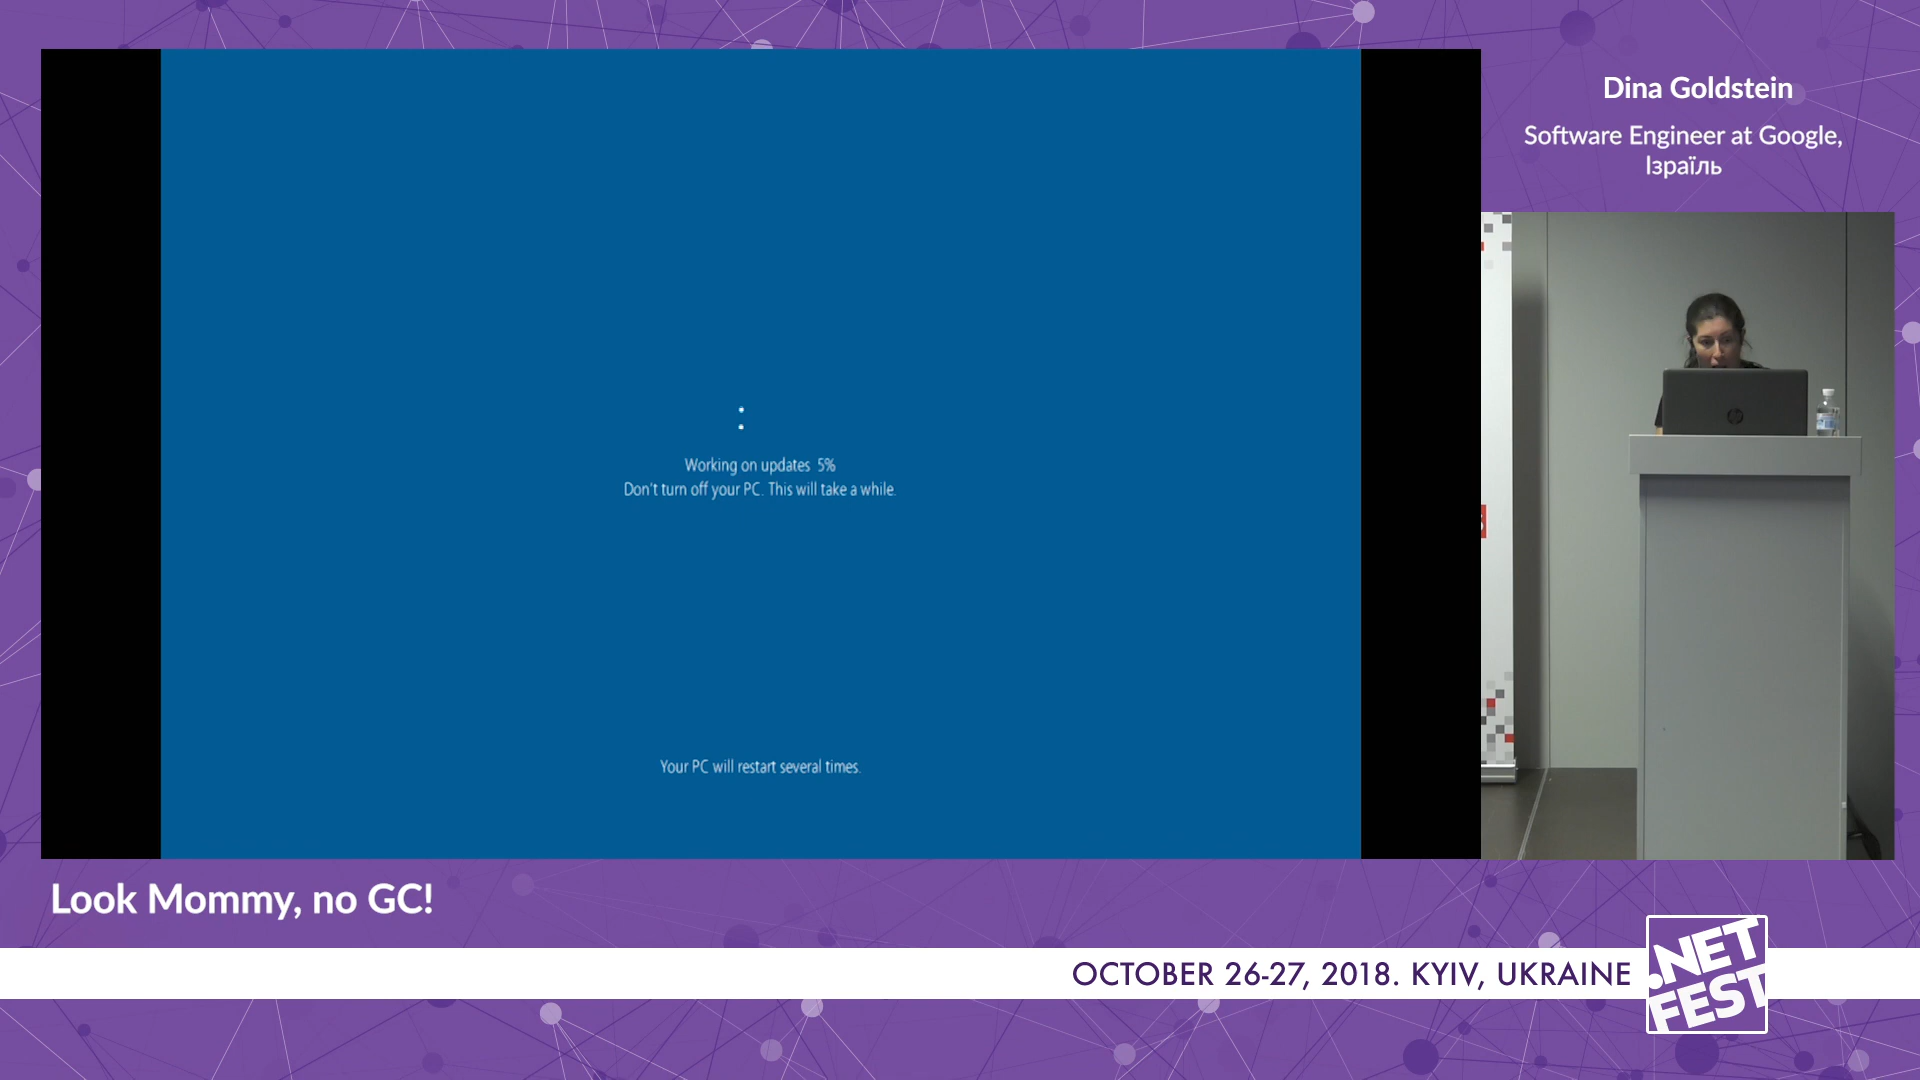 Dina Goldstein
Software Engineer at Google,
Ізраїль
Working on updates 5%
Don't turn off your PC. This will take a while.
Your PC will restart several times.
Look Mommy, no GC!
OCTOBER 26-27, 2018. KYIV, UKRAINE
.NET
FEST
hp